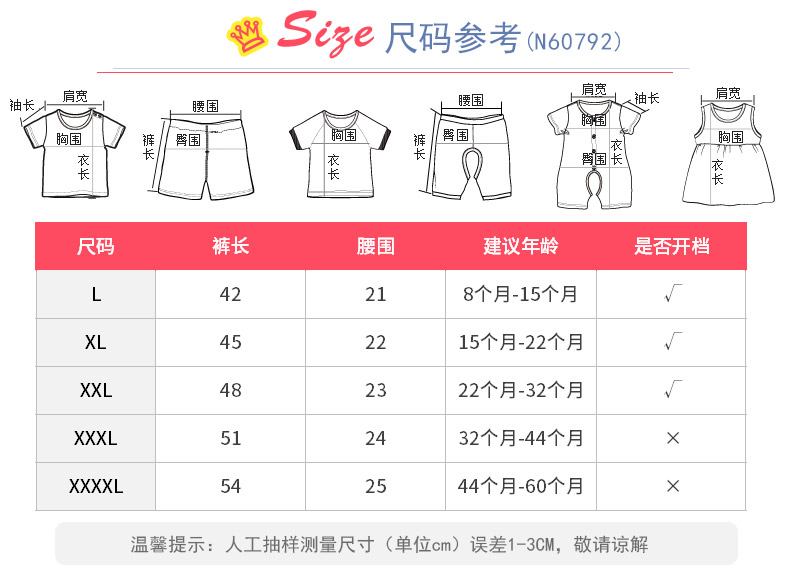 Size 尺码参考(N60792)
袖长 肩宽 胸围 衣长
腰围 裤长 臀围
胸围 衣长
腰围 裤长 臀围
肩宽 袖长 胸围 衣长 臀围
肩宽 胸围 衣长
尺码 裤长 腰围 建议年龄 是否开档
L 42 21 8个月-15个月 √
XL 45 22 15个月-22个月 √
XXL 48 23 22个月-32个月 √
XXXL 51 24 32个月-44个月 ×
XXXXL 54 25 44个月-60个月 ×
温馨提示：人工抽样测量尺寸（单位cm）误差1-3CM，敬请谅解